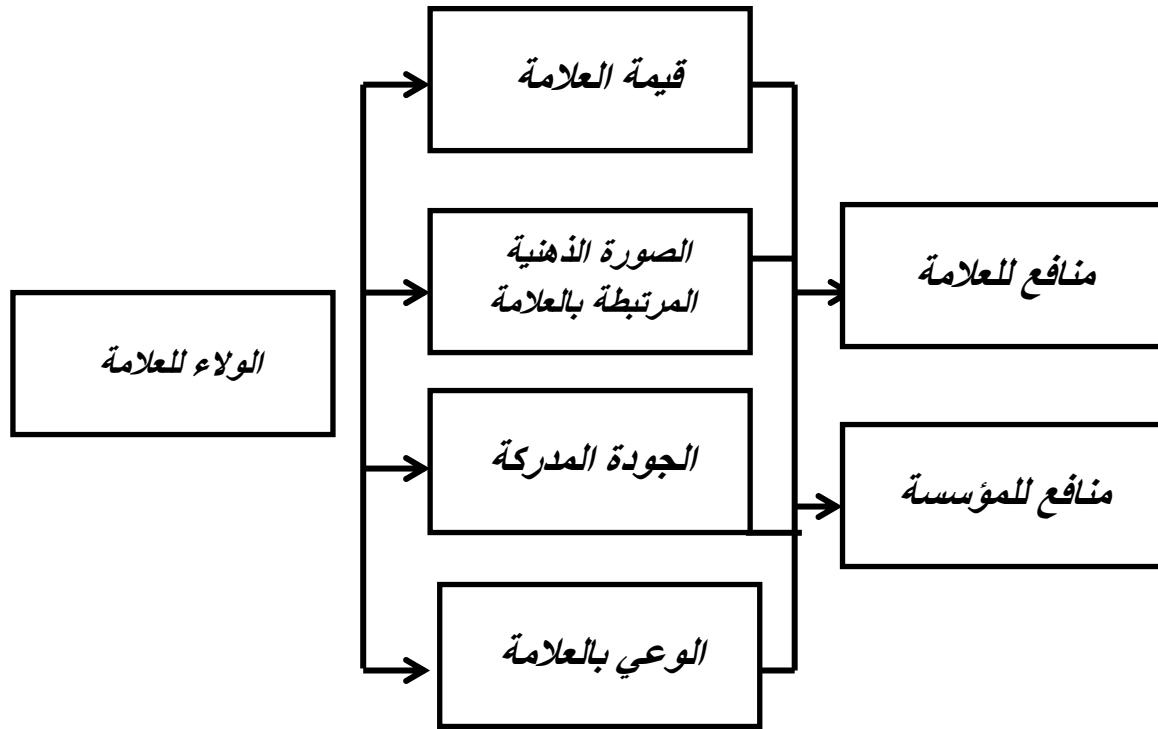 قيمة العلامة
الصورة الذهنية
المرتبطة بالعلامة
منافع للعلامة
الولاء للعلامة
الجودة المدركة
منافع للمؤسسة
الوعي بالعلامة